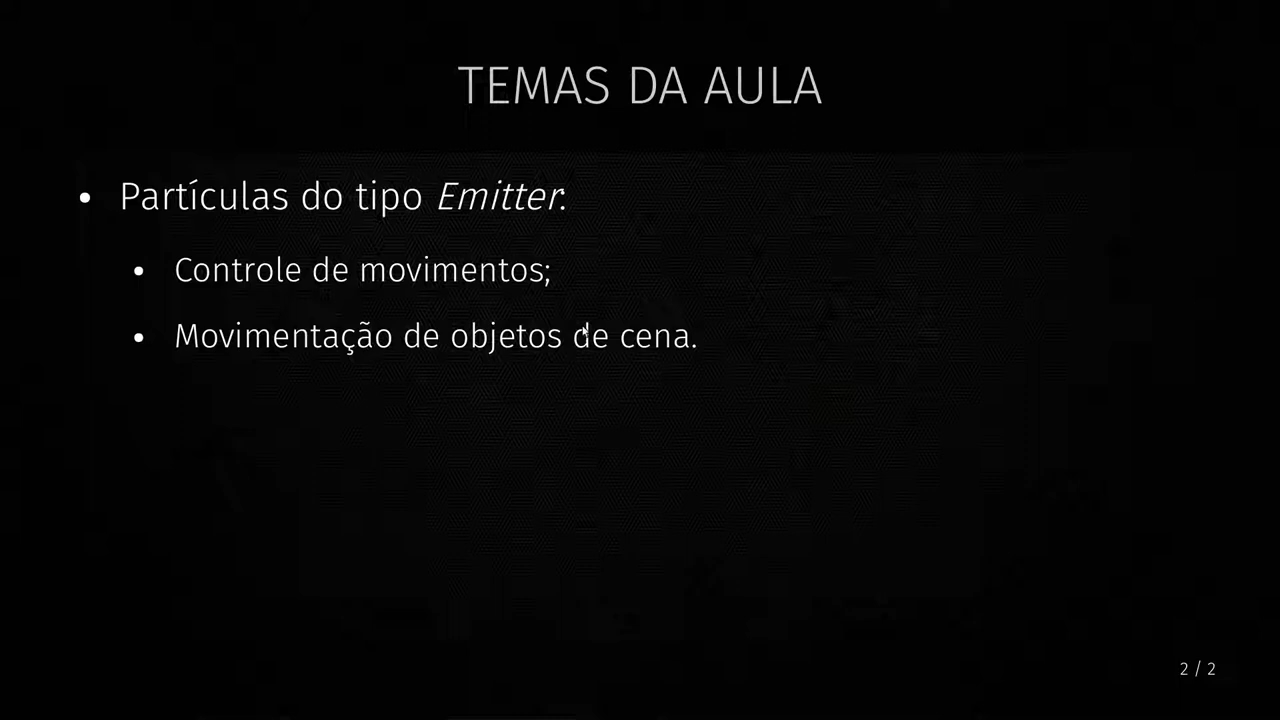 TEMAS DA AULA
• Partículas do tipo Emitter:
• Controle de movimentos;
• Movimentação de objetos de cena.
2 / 2